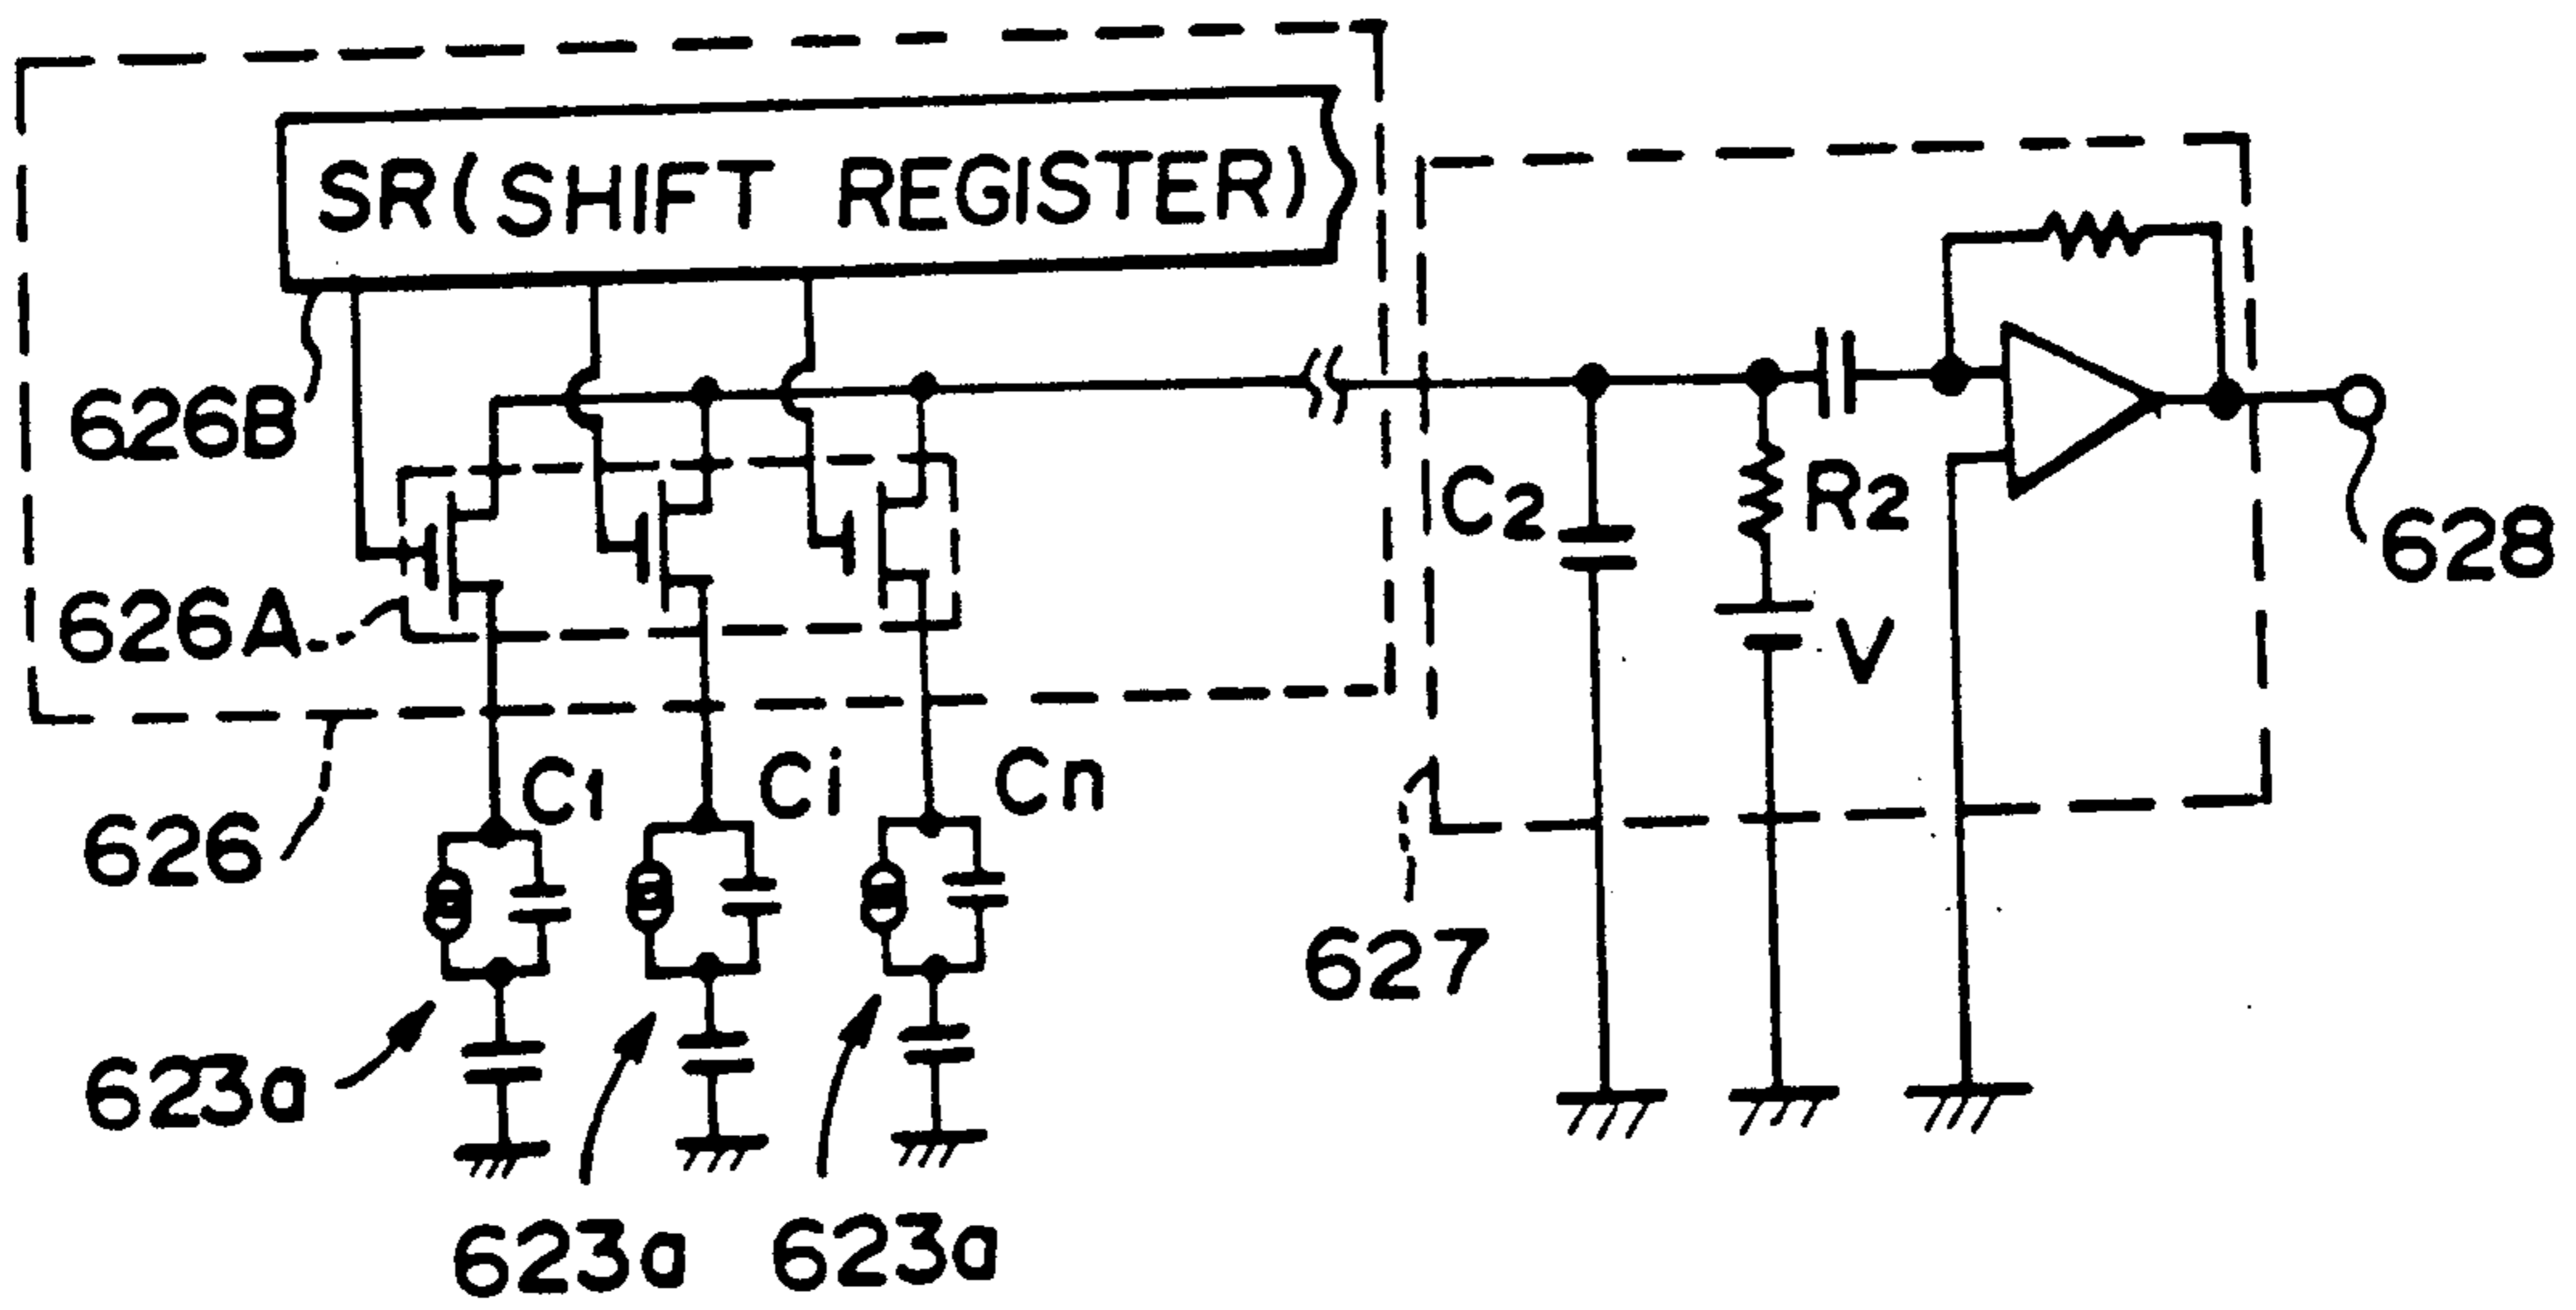 SR(SHIFT REGISTER)
626B
C2
R2
628
626A
V
C1
Ci
Cn
626
627
623a
623a
623a